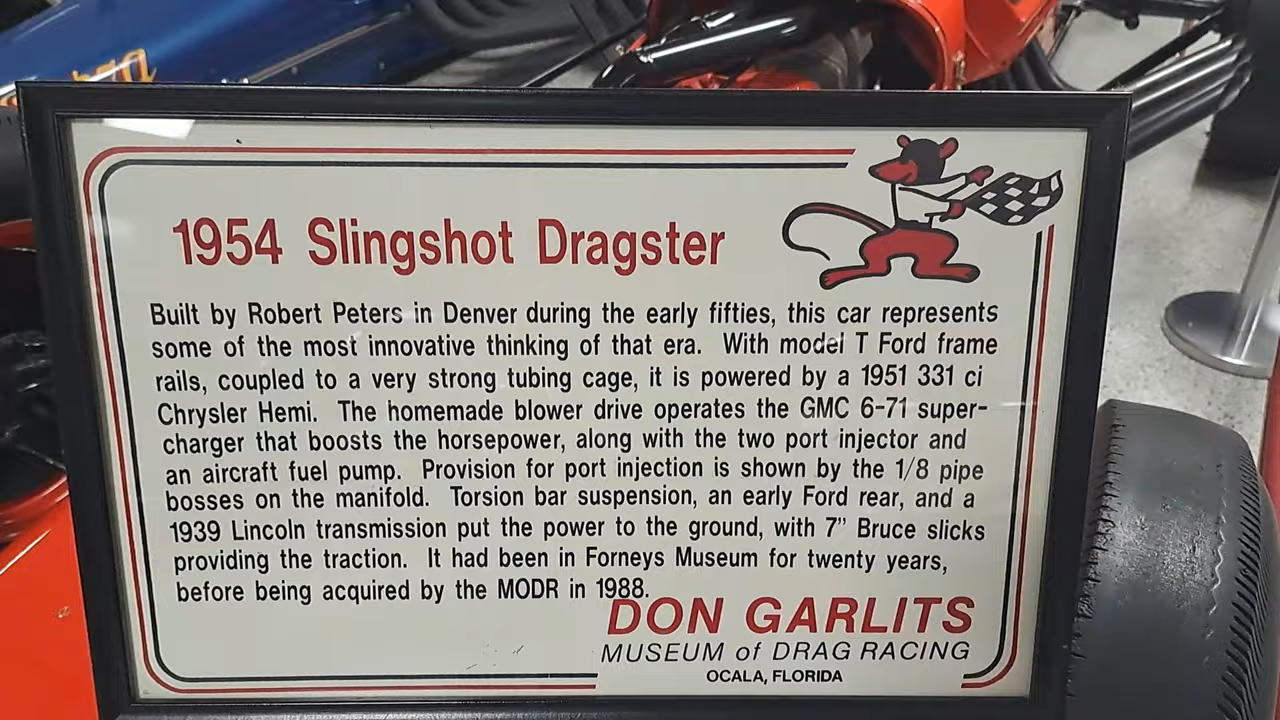 1954 Slingshot Dragster
Built by Robert Peters in Denver during the early fifties, this car represents
some of the most innovative thinking of that era. With model T Ford frame
rails, coupled to a very strong tubing cage, it is powered by a 1951 331 ci
Chrysler Hemi. The homemade blower drive operates the GMC 6-71 super-
charger that boosts the horsepower, along with the two port injector and
an aircraft fuel pump. Provision for port injection is shown by the 1/8 pipe
bosses on the manifold. Torsion bar suspension, an early Ford rear, and a
1939 Lincoln transmission put the power to the ground, with 7" Bruce slicks
providing the traction. It had been in Forneys Museum for twenty years,
before being acquired by the MODR in 1988.
DON GARLITS
MUSEUM of DRAG RACING
OCALA, FLORIDA